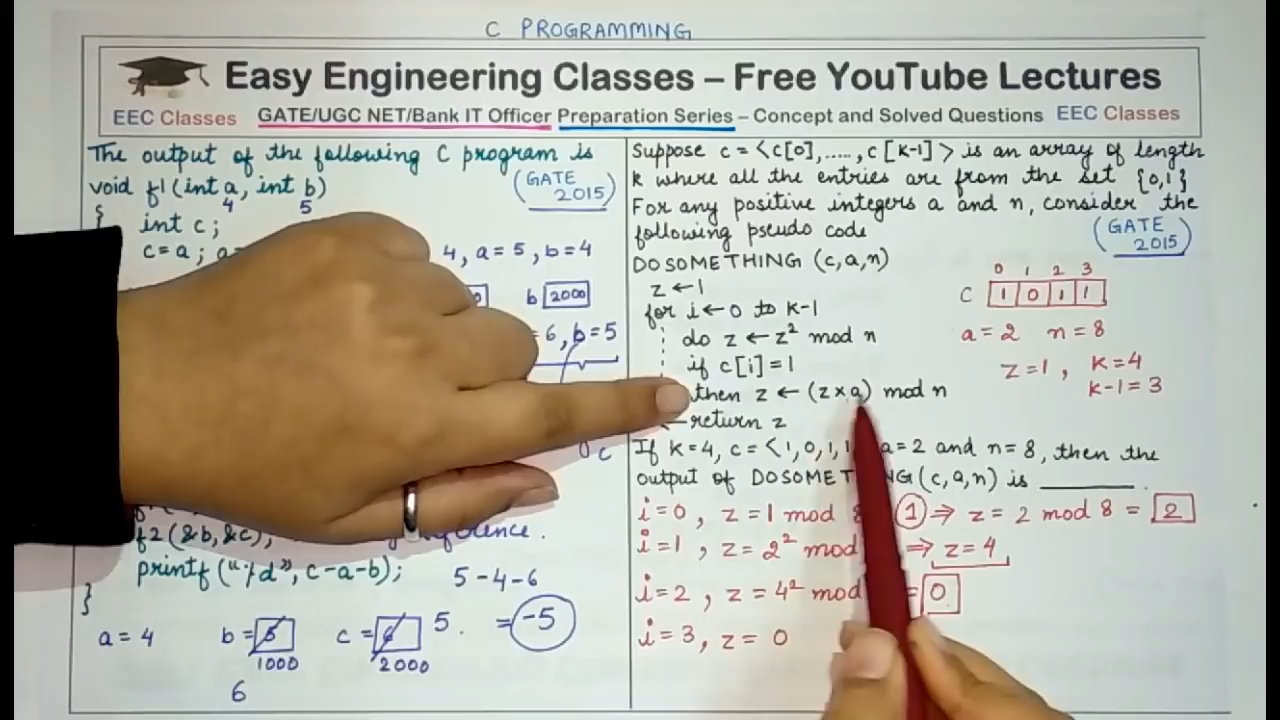 C PROGRAMMING
Easy Engineering Classes – Free YouTube Lectures
EEC Classes GATE/UGC NET/Bank IT Officer Preparation Series – Concept and Solved Questions EEC Classes
The output of the following C program is
void f1 (int a, int b)
(GATE 2015)
4 5
{ int c;
c=a; a=
4, a=5, b=4
b 2000
=6, b=5
c
f2 (&b, &c);
printf ("%d", c-a-b);
}
5-4-6
= -5
a = 4 b = 5 c = 6 5.
1000 2000
6
Suppose c = <c[0], ....., c[k-1]> is an array of length
k where all the entries are from the set {0,1}
For any positive integers a and n, consider the
following pseudo code
(GATE 2015)
DOSOMETHING (c,a,n)
z ← 1
for i ← 0 to k-1
do z ← z² mod n
if c[i]=1
then z ← (z×a) mod n
return z
0 1 2 3
C 1 0 1 1
a=2 n=8
z=1, k=4
k-1=3
If k=4, c = <1,0,1,1 a=2 and n=8, then the
output of DOSOMETHING (c,a,n) is ______.
i=0, z=1 mod 8 1 ⇒ z = 2 mod 8 = 2
i=1, z= 2² mod ⇒ z=4
i=2, z= 4² mod = 0
i=3, z= 0